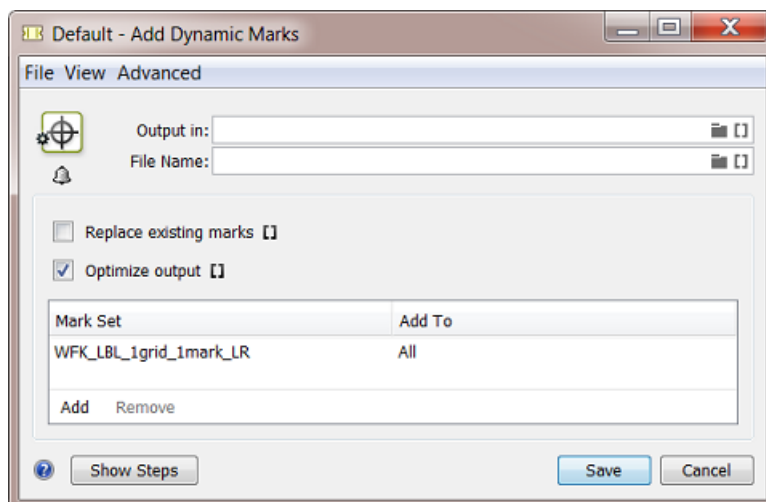 Default - Add Dynamic Marks
File View Advanced
Output in:
File Name:
Replace existing marks []
Optimize output []
Mark Set Add To
WFK_LBL_1grid_1mark_LR All
Add Remove
Show Steps Save Cancel